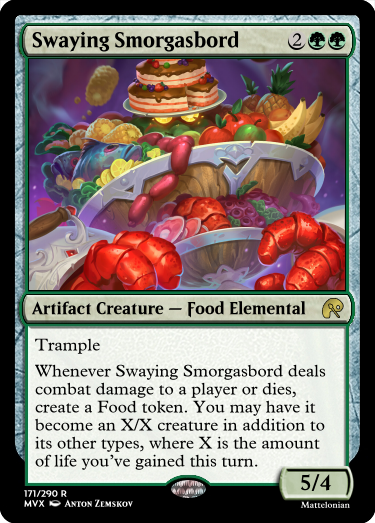 Swaying Smorgasbord 2
Artifact Creature — Food Elemental
Trample
Whenever Swaying Smorgasbord deals
combat damage to a player or dies,
create a Food token. You may have it
become an X/X creature in addition to
its other types, where X is the amount
of life you've gained this turn.
5/4
171/290 R
MVX Anton Zemskov
Mattelonian